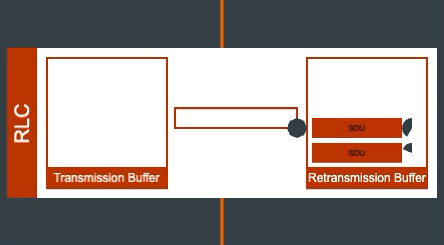 RLC
Transmission Buffer
SDU
SDU
Retransmission Buffer